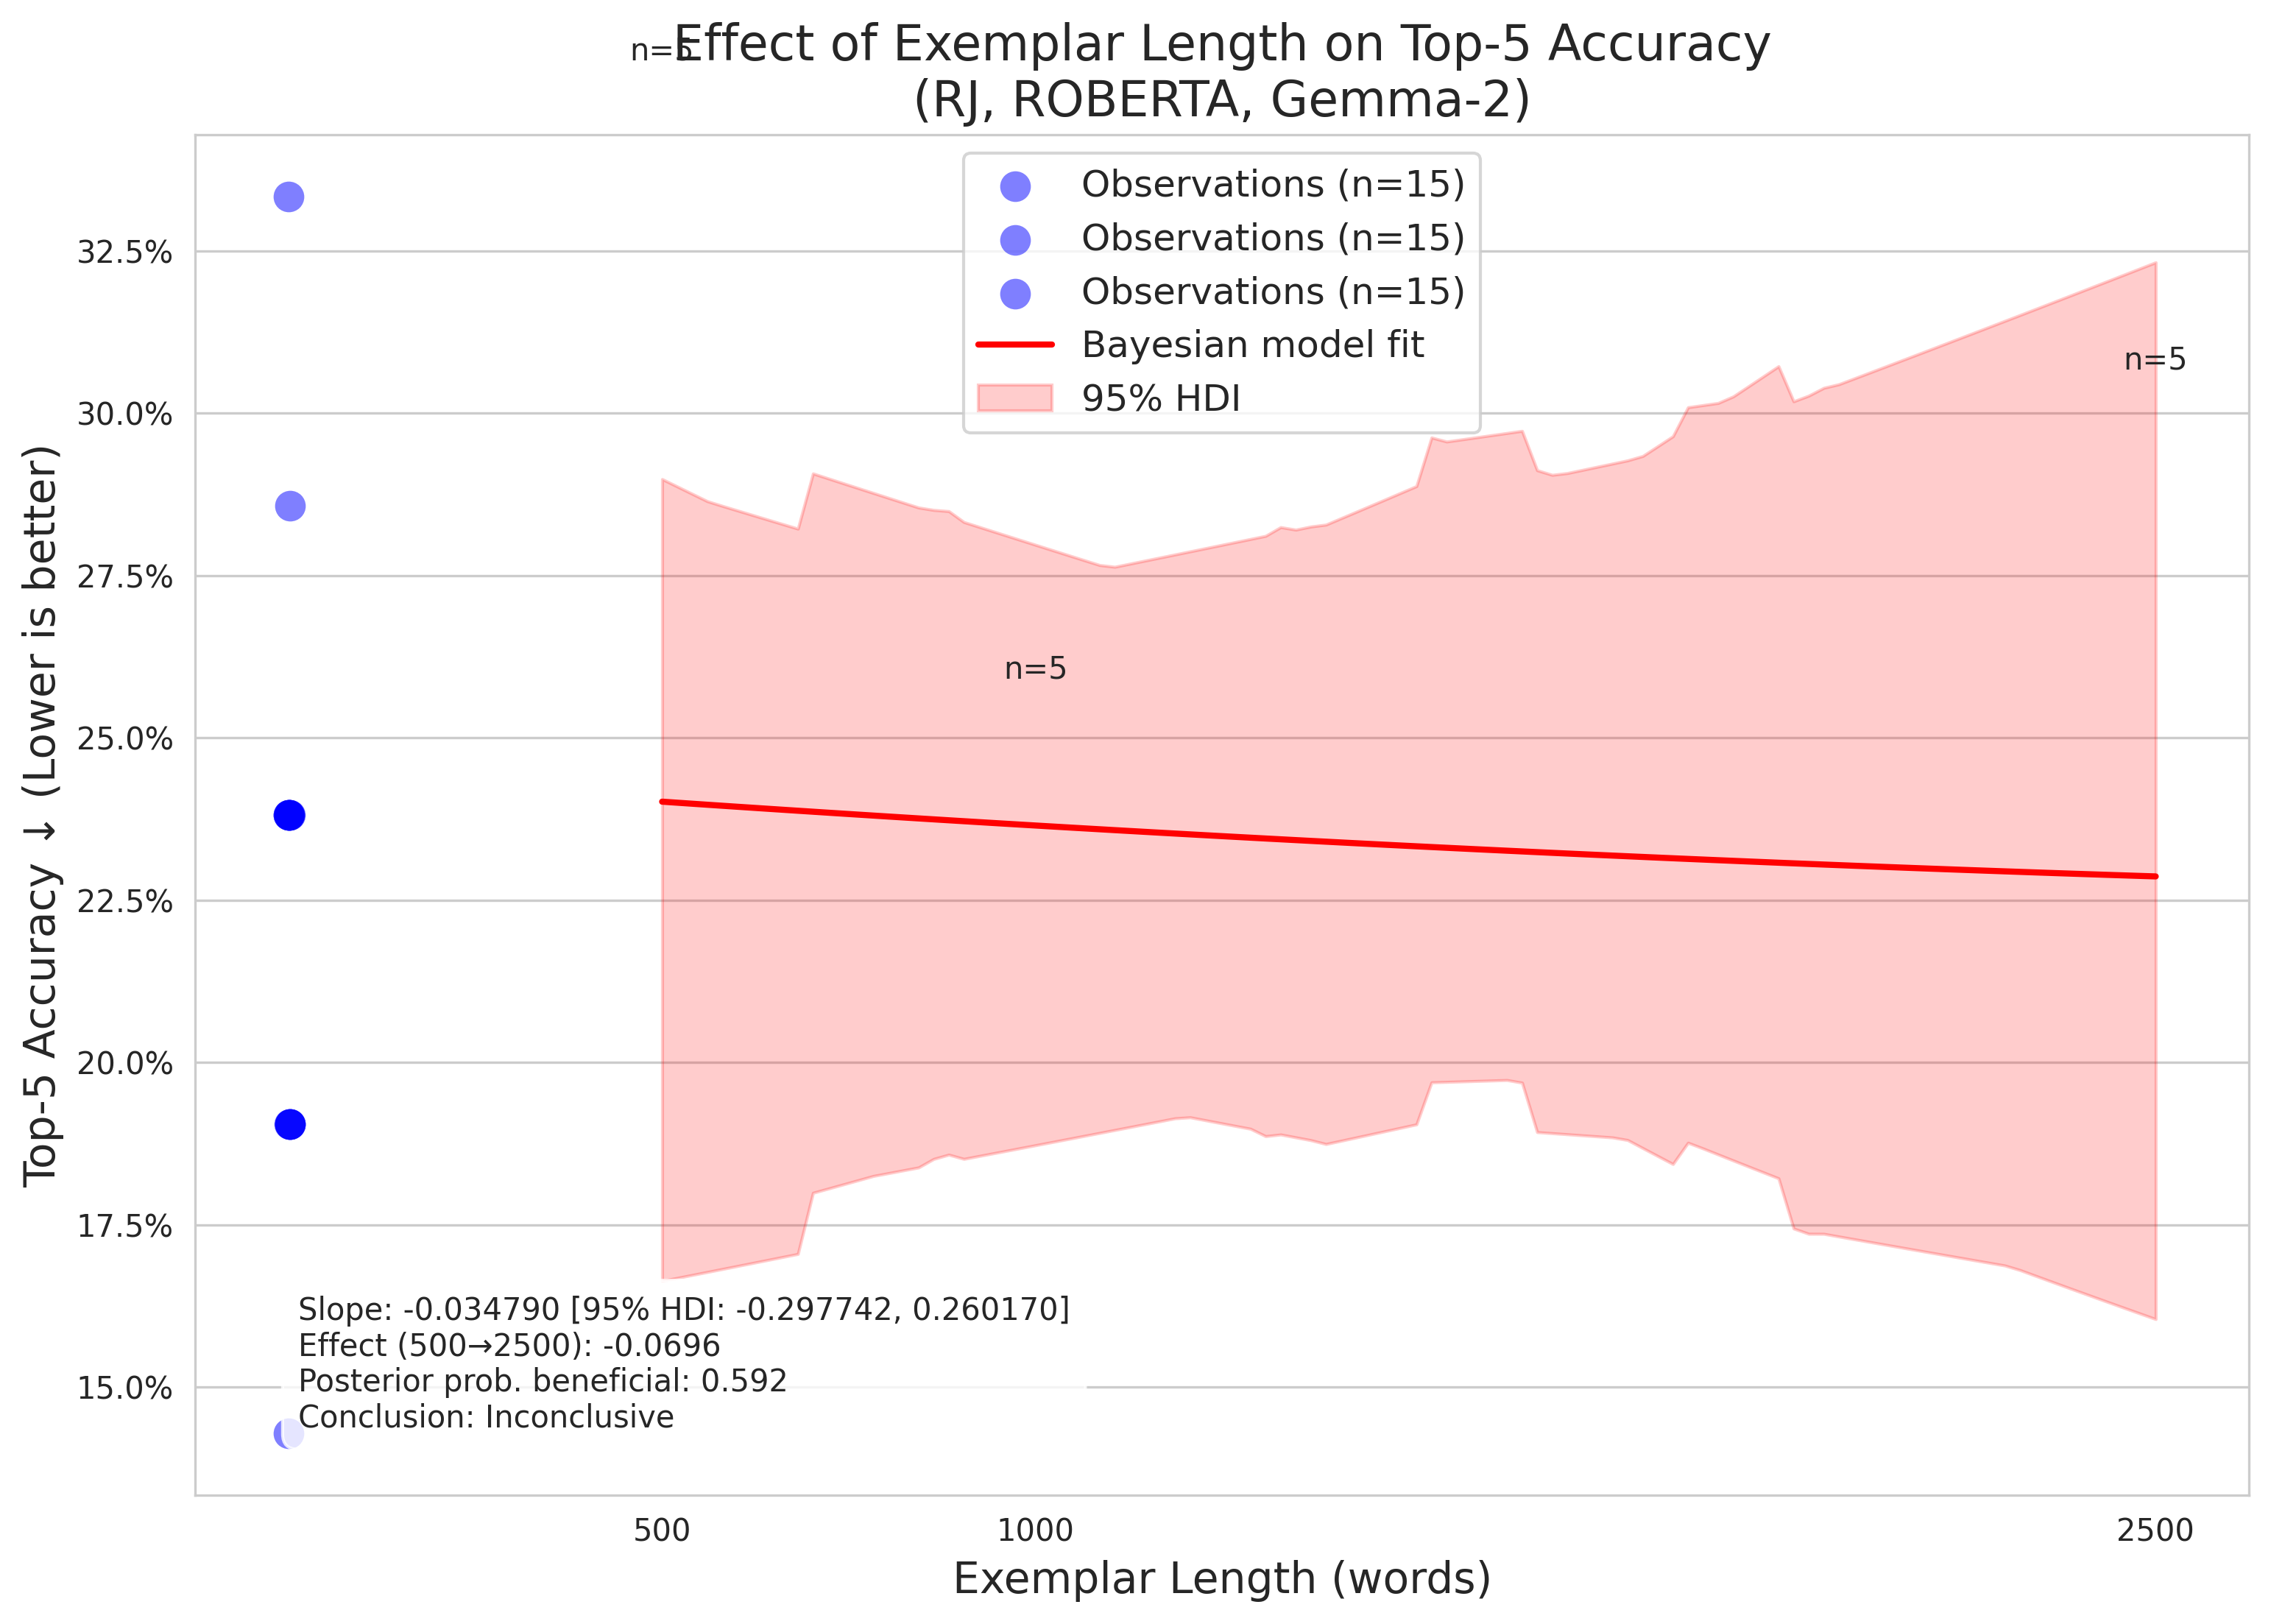 Effect of Exemplar Length on Top-5 Accuracy
(RJ, ROBERTA, Gemma-2)
n=5
Observations (n=15)
Observations (n=15)
Observations (n=15)
Bayesian model fit
95% HDI
n=5
n=5
Top-5 Accuracy ↓ (Lower is better)
32.5%
30.0%
27.5%
25.0%
22.5%
20.0%
17.5%
15.0%
Slope: -0.034790 [95% HDI: -0.297742, 0.260170]
Effect (500→2500): -0.0696
Posterior prob. beneficial: 0.592
Conclusion: Inconclusive
500
1000
2500
Exemplar Length (words)